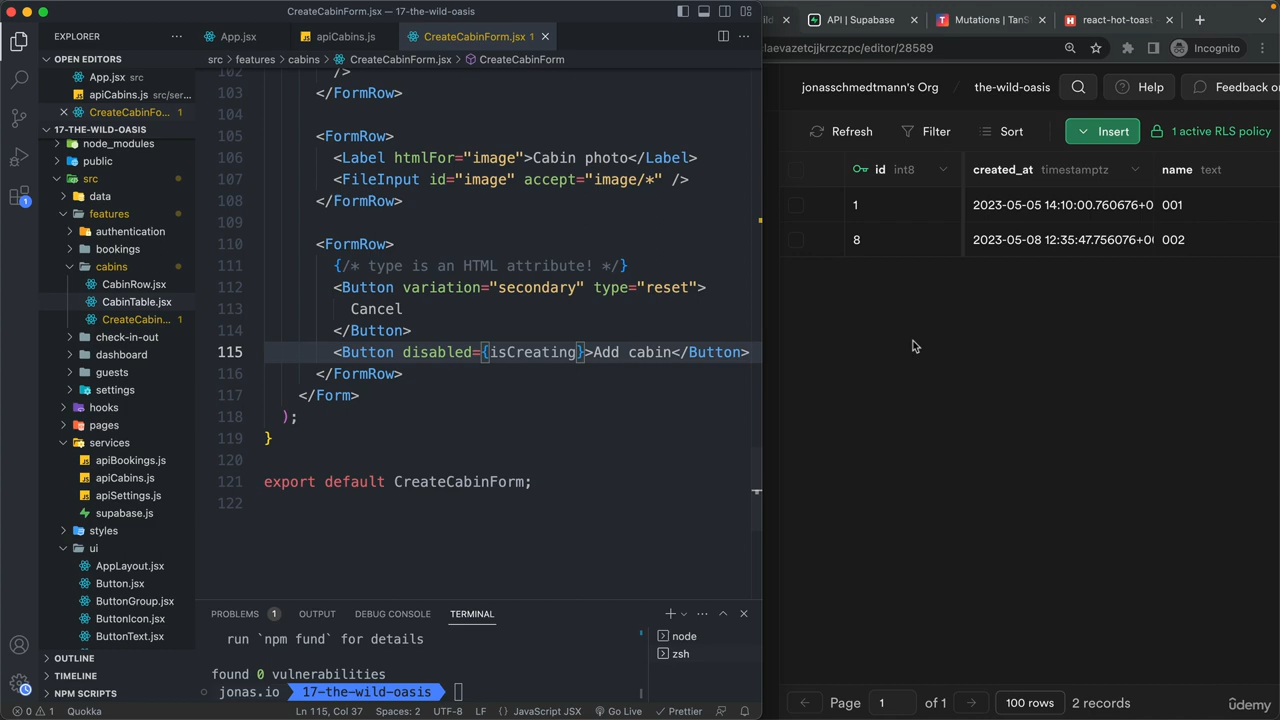 CreateCabinForm.jsx — 17-the-wild-oasis
EXPLORER
OPEN EDITORS
App.jsx src
apiCabins.js src/ser...
CreateCabinFo... 1
17-THE-WILD-OASIS
node_modules
public
src
data
features
authentication
bookings
cabins
CabinRow.jsx
CabinTable.jsx
CreateCabin... 1
check-in-out
dashboard
guests
settings
hooks
pages
services
apiBookings.js
apiCabins.js
apiSettings.js
supabase.js
styles
ui
AppLayout.jsx
Button.jsx
ButtonGroup.jsx
ButtonIcon.jsx
ButtonText.jsx
OUTLINE
TIMELINE
NPM SCRIPTS
App.jsx
apiCabins.js
CreateCabinForm.jsx 1
src > features > cabins > CreateCabinForm.jsx > CreateCabinForm
102 />
103 </FormRow>
104
105 <FormRow>
106 <Label htmlFor="image">Cabin photo</Label>
107 <FileInput id="image" accept="image/*" />
108 </FormRow>
109
110 <FormRow>
111 {/* type is an HTML attribute! */}
112 <Button variation="secondary" type="reset">
113 Cancel
114 </Button>
115 <Button disabled={isCreating}>Add cabin</Button>
116 </FormRow>
117 </Form>
118 );
119 }
120
121 export default CreateCabinForm;
122
PROBLEMS 1 OUTPUT DEBUG CONSOLE TERMINAL
run `npm fund` for details
found 0 vulnerabilities
jonas.io 17-the-wild-oasis
node
zsh
0 1 Quokka Ln 115, Col 37 Spaces: 2 UTF-8 LF {} JavaScript JSX Go Live Prettier
API | Supabase
Mutations | TanS
react-hot-toast -
laevazetcjjkrzczpc/editor/28589
Incognito
jonasschmedtmann's Org / the-wild-oasis
Help
Feedback o
Refresh Filter Sort Insert 1 active RLS policy
id int8 created_at timestamptz name text
1 2023-05-05 14:10:00.760676+0 001
8 2023-05-08 12:35:47.756076+0 002
Page 1 of 1 100 rows 2 records
udemy